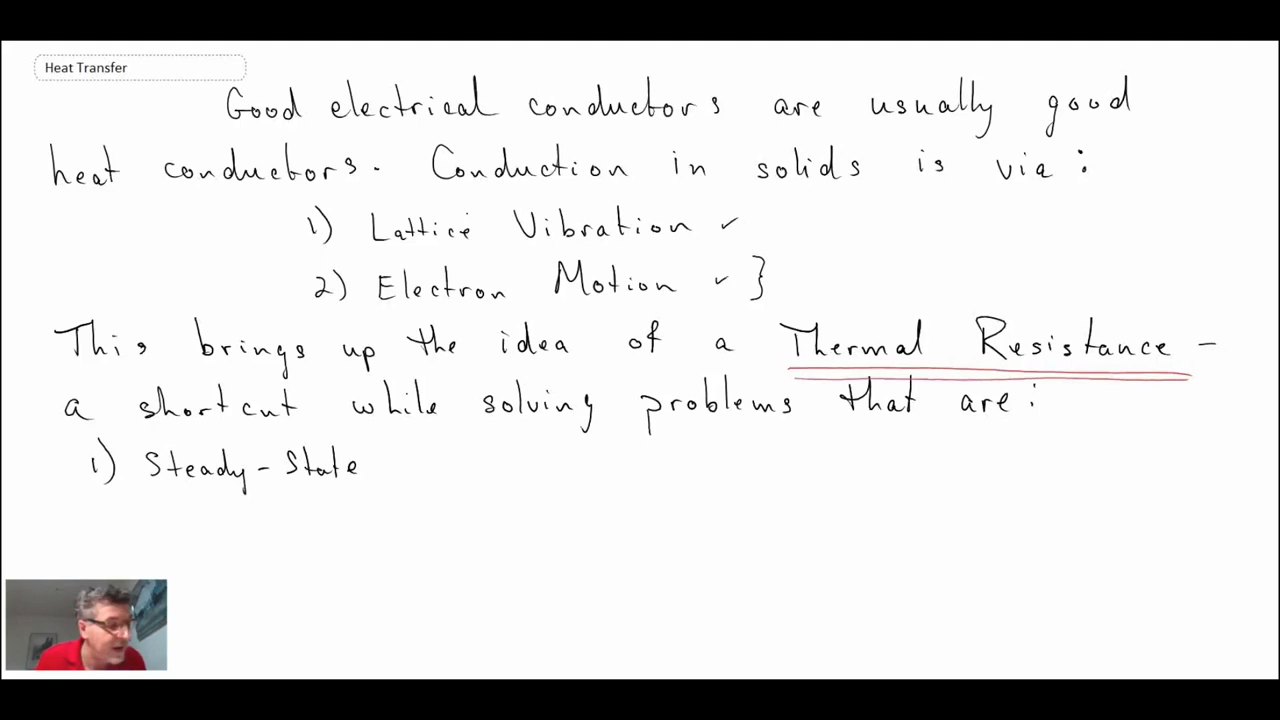 Heat Transfer
Good electrical conductors are usually good
heat conductors. Conduction in solids is via:
1) Lattice Vibration ✓
2) Electron Motion ✓ }
This brings up the idea of a Thermal Resistance -
a shortcut while solving problems that are:
1) Steady-State